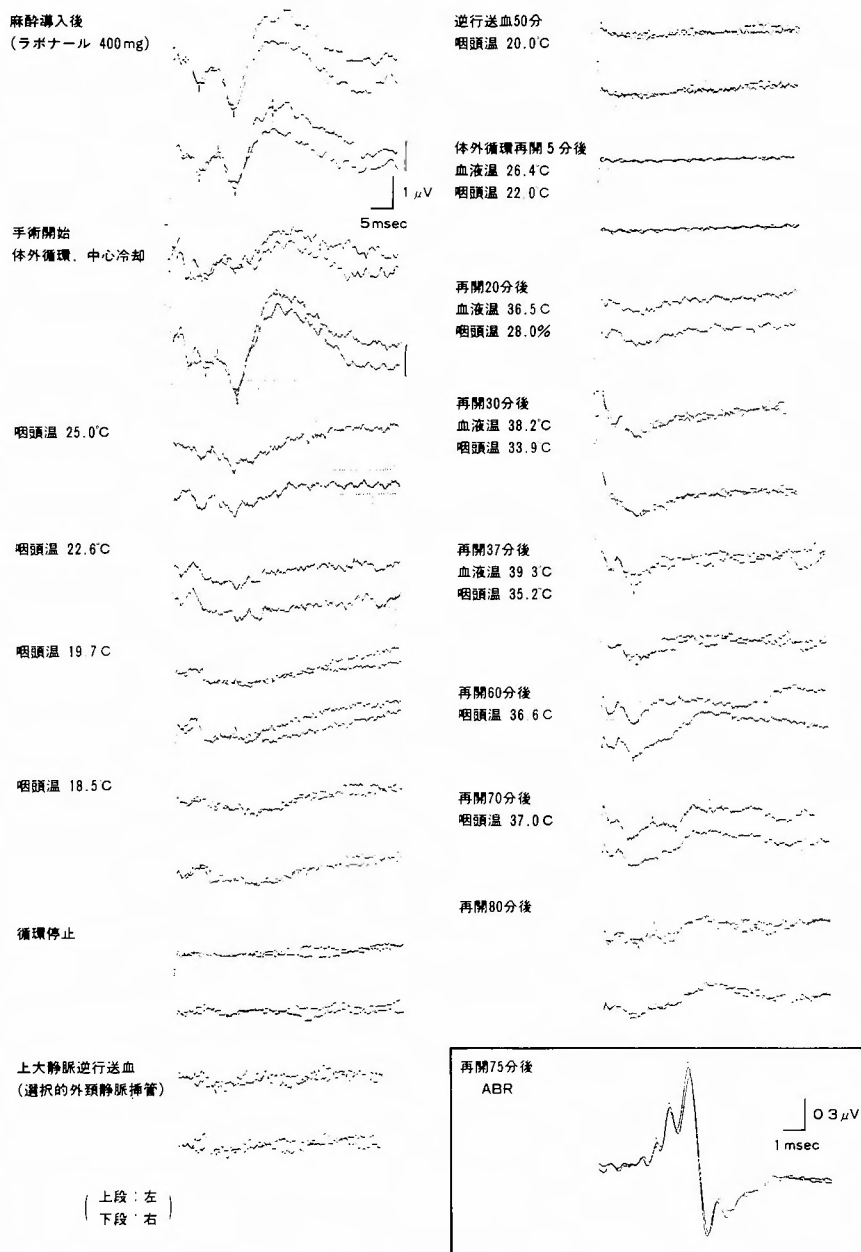 麻酔導入後
(ラボナール 400mg)
1 μV
5msec
手術開始
体外循環、中心冷却
咽頭温 25.0°C
咽頭温 22.6°C
咽頭温 19.7 C
咽頭温 18.5 C
循環停止
上大静脈逆行送血
(選択的外頚静脈挿管)
上段：左
下段：右
逆行送血50分
咽頭温 20.0°C
体外循環再開 5 分後
血液温 26.4°C
咽頭温 22.0°C
再開20分後
血液温 36.5 C
咽頭温 28.0%
再開30分後
血液温 38.2°C
咽頭温 33.9°C
再開37分後
血液温 39 3°C
咽頭温 35.2°C
再開60分後
咽頭温 36.6 C
再開70分後
咽頭温 37.0°C
再開80分後
再開75分後
ABR
0 3 μV
1 msec